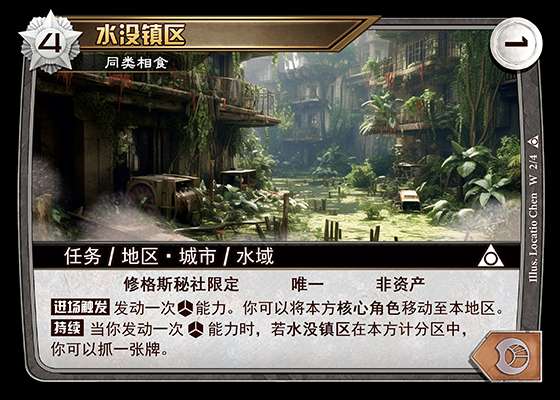 4
水没镇区
1
同类相食
任务 / 地区·城市 / 水域
修格斯秘社限定 唯一 非资产
进场触发 发动一次能力。你可以将本方核心角色移动至本地区。
持续 当你发动一次能力时，若水没镇区在本方计分区中，
你可以抓一张牌。
Illus. Locatio Chen W 2/4